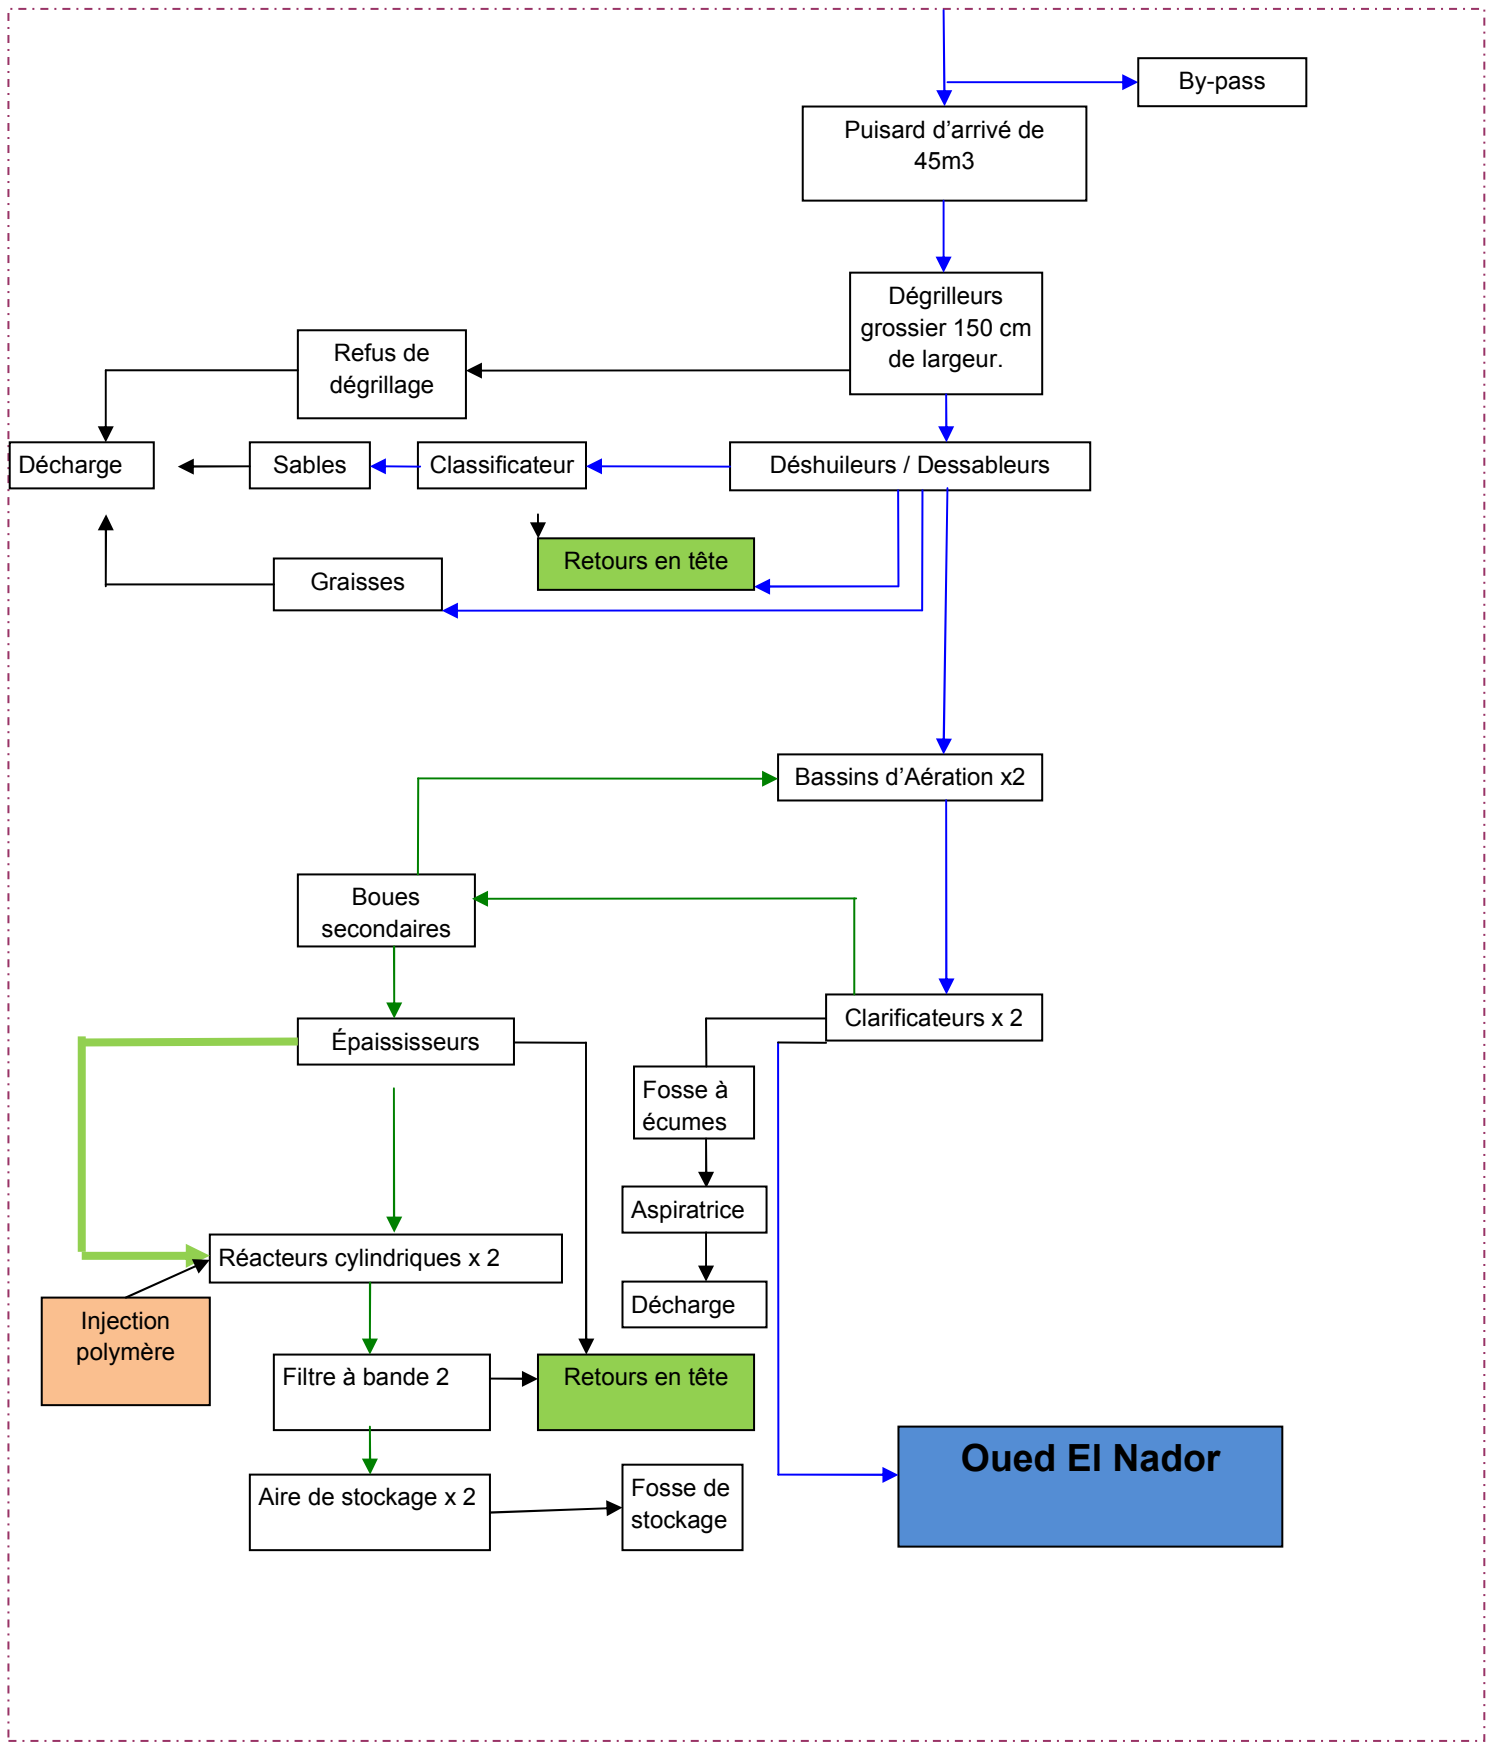 By-pass
Puisard d’arrivé de
45m3
Dégrilleurs
grossier 150 cm
de largeur.
Refus de
dégrillage
Décharge
Sables
Classificateur
Déshuileurs / Dessableurs
Retours en tête
Graisses
Bassins d’Aération x2
Boues
secondaires
Clarificateurs x 2
Épaississeurs
Fosse à
écumes
Aspiratrice
Réacteurs cylindriques x 2
Décharge
Injection
polymère
Filtre à bande 2
Retours en tête
Oued El Nador
Aire de stockage x 2
Fosse de
stockage